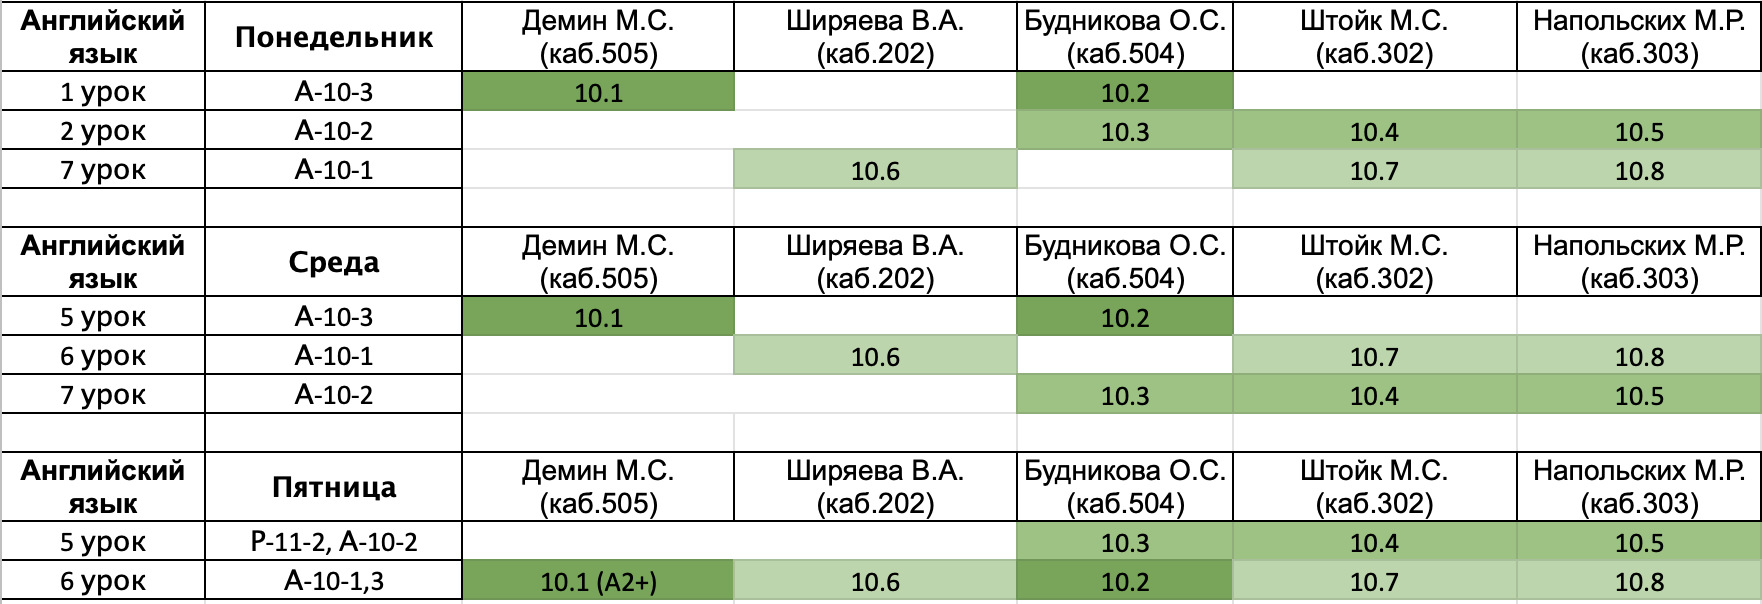 Английский язык Понедельник Демин М.С. (каб.505) Ширяева В.А. (каб.202) Будникова О.С. (каб.504) Штойк М.С. (каб.302) Напольских М.Р. (каб.303)
1 урок А-10-3 10.1 10.2
2 урок А-10-2 10.3 10.4 10.5
7 урок А-10-1 10.6 10.7 10.8
Английский язык Среда Демин М.С. (каб.505) Ширяева В.А. (каб.202) Будникова О.С. (каб.504) Штойк М.С. (каб.302) Напольских М.Р. (каб.303)
5 урок А-10-3 10.1 10.2
6 урок А-10-1 10.6 10.7 10.8
7 урок А-10-2 10.3 10.4 10.5
Английский язык Пятница Демин М.С. (каб.505) Ширяева В.А. (каб.202) Будникова О.С. (каб.504) Штойк М.С. (каб.302) Напольских М.Р. (каб.303)
5 урок Р-11-2, А-10-2 10.3 10.4 10.5
6 урок А-10-1,3 10.1 (А2+) 10.6 10.2 10.7 10.8